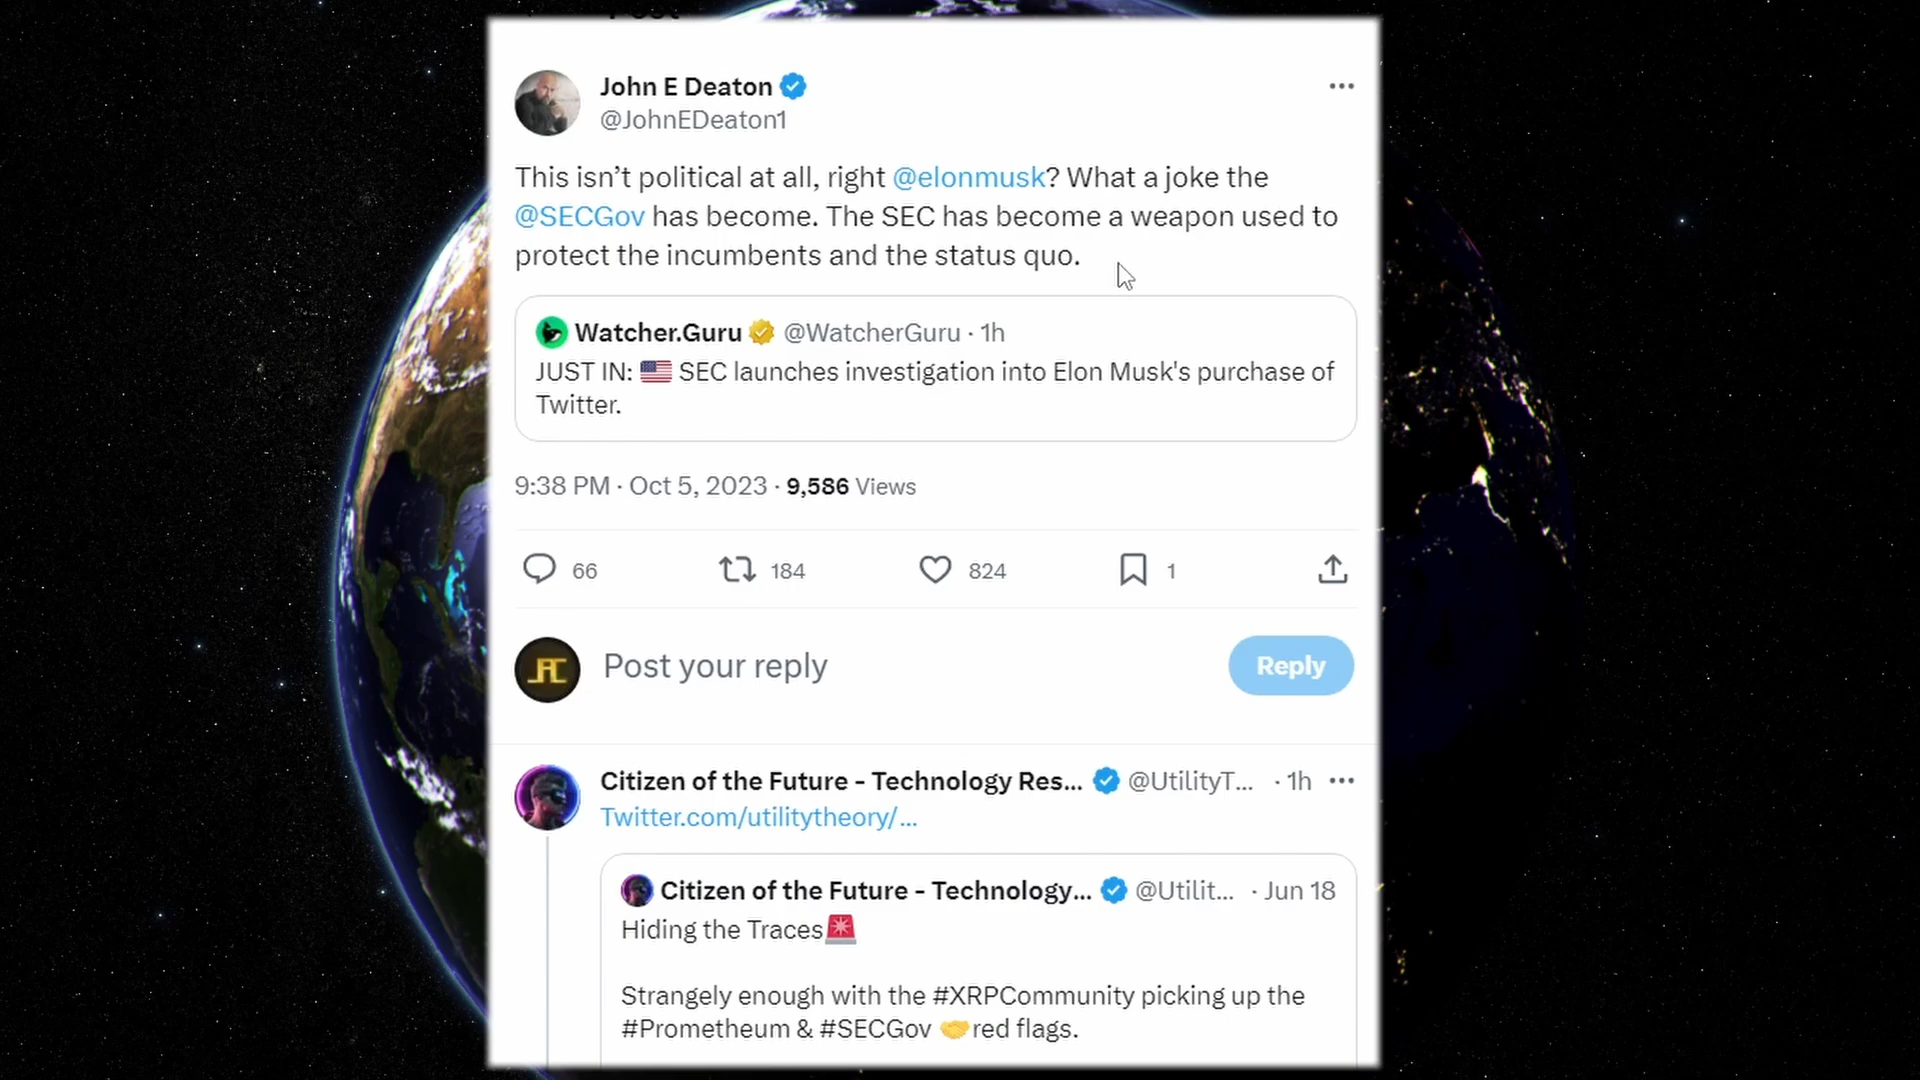 John E Deaton
@JohnEDeaton1
This isn’t political at all, right @elonmusk? What a joke the
@SECGov has become. The SEC has become a weapon used to
protect the incumbents and the status quo.
Watcher.Guru @WatcherGuru · 1h
JUST IN: 🇺🇸 SEC launches investigation into Elon Musk's purchase of
Twitter.
9:38 PM · Oct 5, 2023 · 9,586 Views
66 184 824 1
Post your reply
Reply
Citizen of the Future - Technology Res... @UtilityT... · 1h
Twitter.com/utilitytheory/...
Citizen of the Future - Technology... @Utilit... · Jun 18
Hiding the Traces🚨
Strangely enough with the #XRPCommunity picking up the
#Prometheum & #SECGov 🤝red flags.